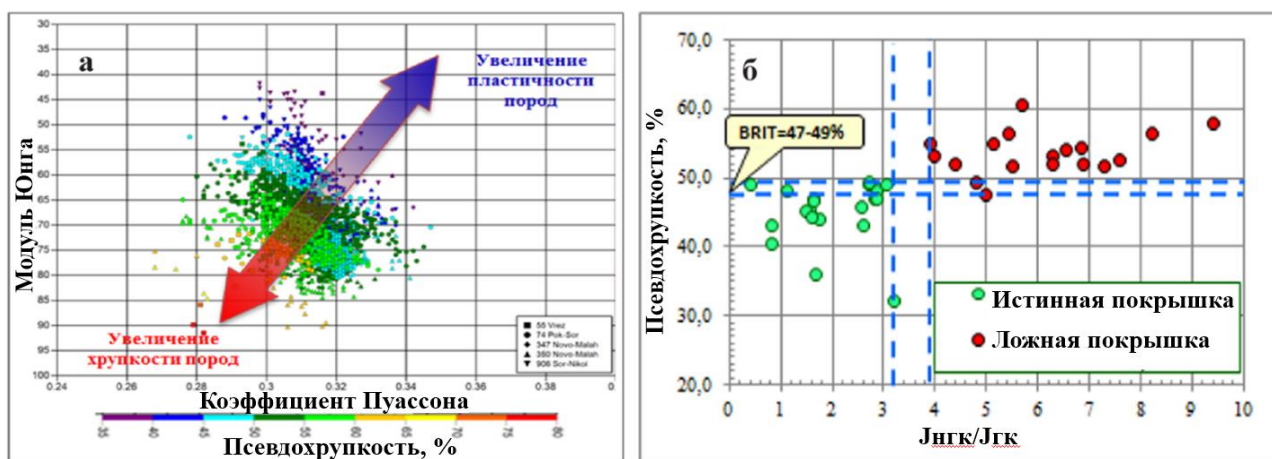 а
Увеличение
пластичности
пород
Увеличение
хрупкости пород
Модуль Юнга
30
35
40
45
50
55
60
65
70
75
80
85
90
95
100
0.24
0.26
0.28
0.3
0.32
0.34
0.36
0.38
0
55 Vrez
74 Pok-Sor
347 Novo-Malah
350 Novo-Malah
906 Sor-Nikol
Коэффициент Пуассона
35
40
45
50
55
60
65
70
75
80
Псевдохрупкость, %
б
BRIT=47-49%
Псевдохрупкость, %
70,0
60,0
50,0
40,0
30,0
20,0
Истинная покрышка
Ложная покрышка
0
1
2
3
4
5
6
7
8
9
10
Jнгк/Jгк